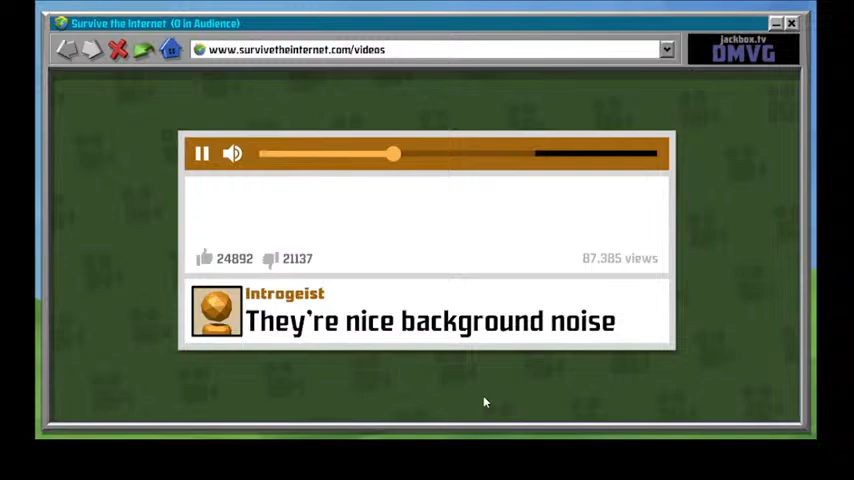 Survive the Internet (0 in Audience)
www.survivetheinternet.com/videos
jackbox.tv
DMVG
24892 21137 87,385 views
Introgeist
They're nice background noise